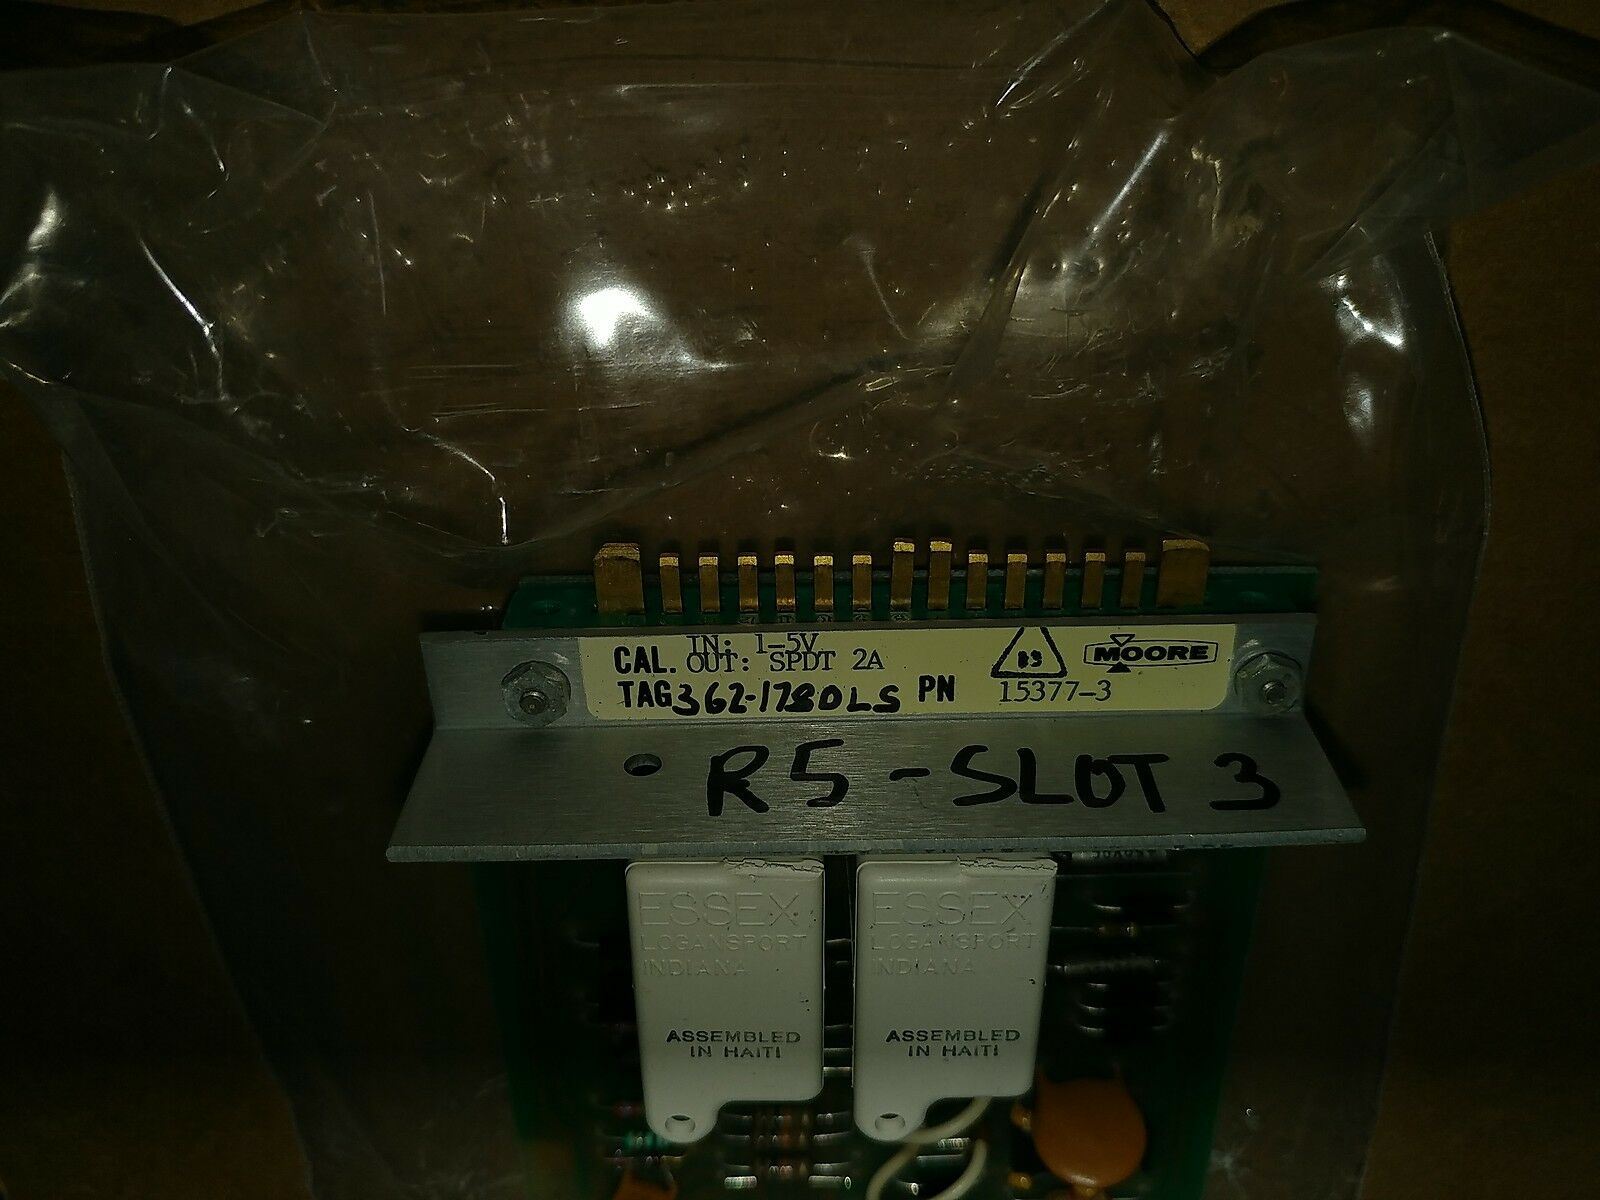 CAL. IN: 1-5V
OUT: SPDT 2A
MOORE
TAG 362-1780LS PN 15377-3
R5-SLOT 3
ESSEX
LOGANSPORT
INDIANA
ASSEMBLED
IN HAITI
ESSEX
LOGANSPORT
INDIANA
ASSEMBLED
IN HAITI